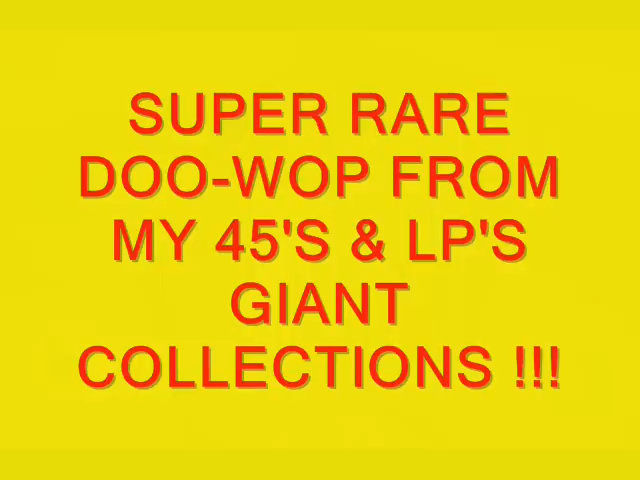 SUPER RARE
DOO-WOP FROM
MY 45'S & LP'S
GIANT
COLLECTIONS !!!